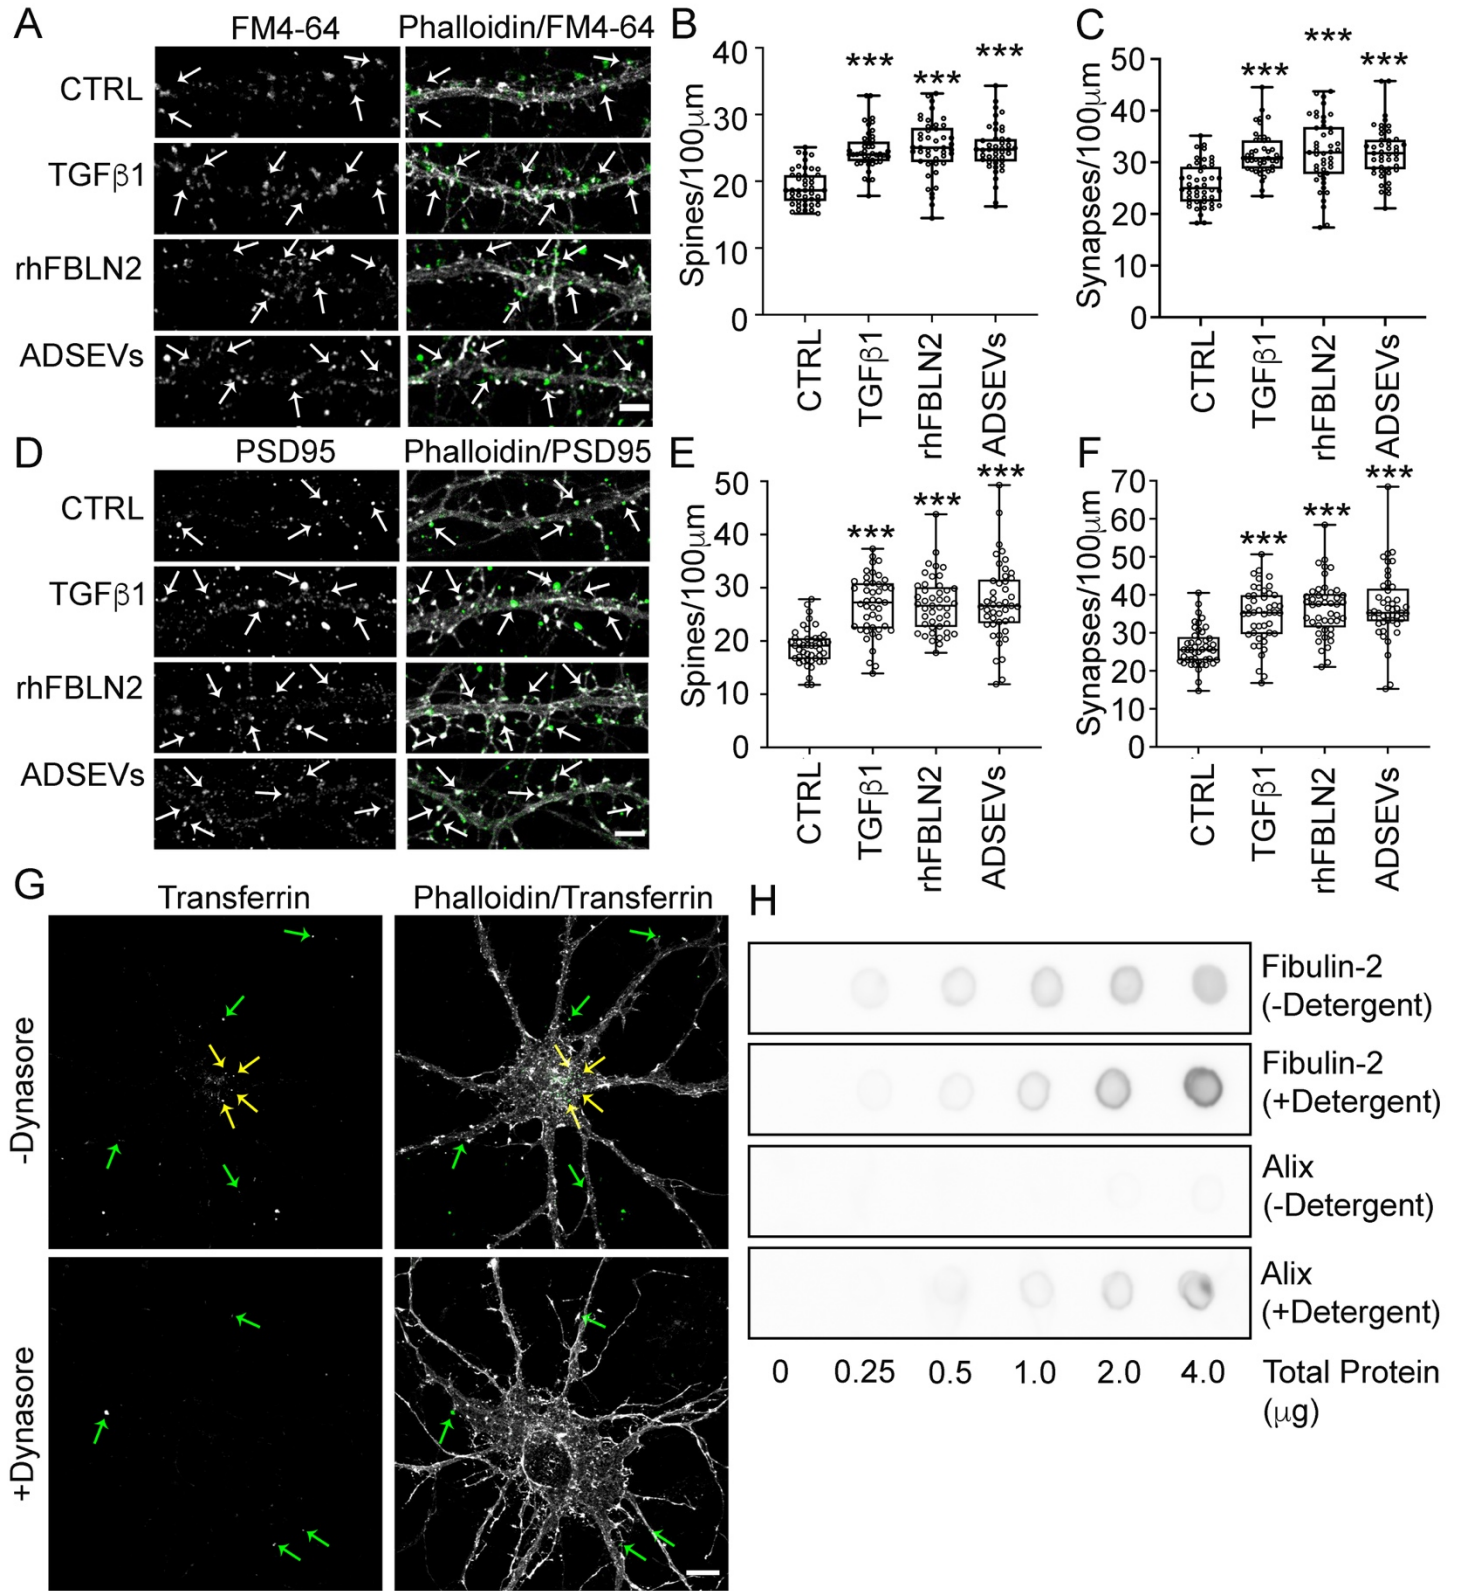 A
FM4-64
Phalloidin/FM4-64
CTRL
TGFβ1
rhFBLN2
ADSEVs
B
***
***
***
Spines/100μm
40
30
20
10
0
CTRL
TGFβ1
rhFBLN2
ADSEVs
C
***
***
***
Synapses/100μm
50
40
30
20
10
0
CTRL
TGFβ1
rhFBLN2
ADSEVs
D
PSD95
Phalloidin/PSD95
CTRL
TGFβ1
rhFBLN2
ADSEVs
E
***
***
***
Spines/100μm
50
40
30
20
10
0
CTRL
TGFβ1
rhFBLN2
ADSEVs
F
***
***
***
Synapses/100μm
70
60
50
40
30
20
10
0
CTRL
TGFβ1
rhFBLN2
ADSEVs
G
Transferrin
Phalloidin/Transferrin
-Dynasore
+Dynasore
H
Fibulin-2
(-Detergent)
Fibulin-2
(+Detergent)
Alix
(-Detergent)
Alix
(+Detergent)
0 0.25 0.5 1.0 2.0 4.0 Total Protein
(μg)